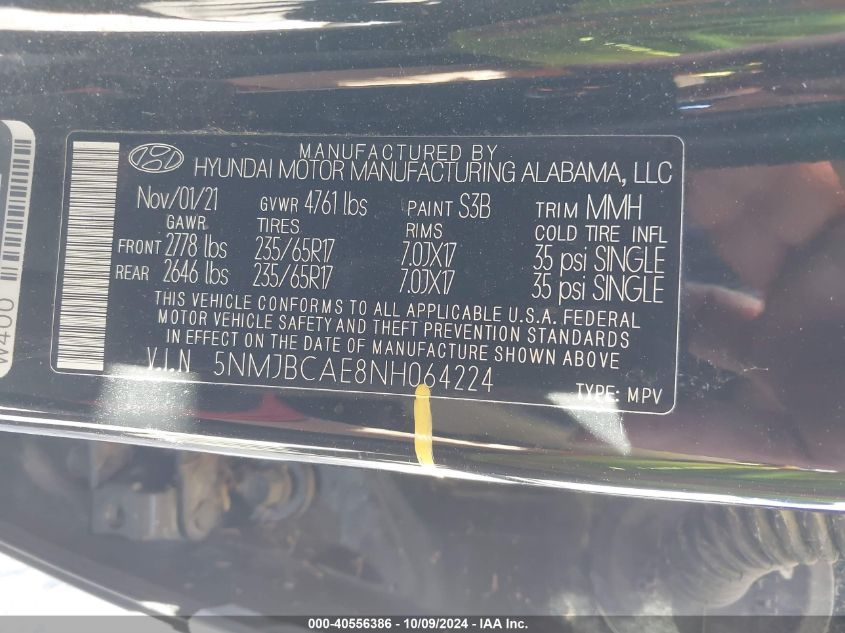 MANUFACTURED BY
HYUNDAI MOTOR MANUFACTURING ALABAMA, LLC
Nov/01/21 GVWR 4761 lbs PAINT S3B TRIM MMH
GAWR TIRES RIMS COLD TIRE INFL
FRONT 2778 lbs 235/65R17 7.0JX17 35 psi SINGLE
REAR 2646 lbs 235/65R17 7.0JX17 35 psi SINGLE
THIS VEHICLE CONFORMS TO ALL APPLICABLE U.S.A. FEDERAL
MOTOR VEHICLE SAFETY AND THEFT PREVENTION STANDARDS
IN EFFECT ON THE DATE OF MANUFACTURE SHOWN ABOVE.
V.I.N 5NMJBCAE8NH064224
TYPE: MPV
W400
000-40556386 - 10/09/2024 - IAA Inc.